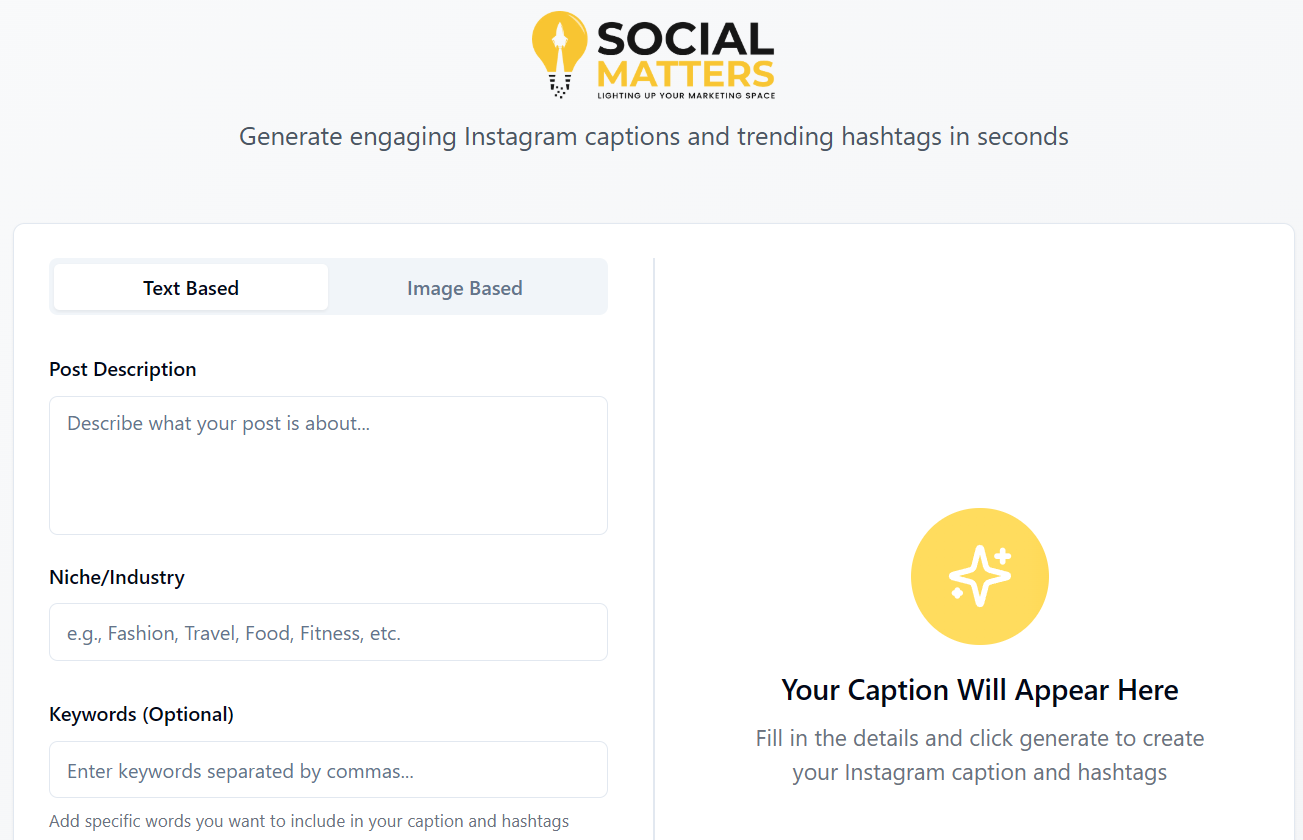 SOCIAL
MATTERS
LIGHTING UP YOUR MARKETING SPACE
Generate engaging Instagram captions and trending hashtags in seconds
Text Based
Image Based
Post Description
Describe what your post is about...
Niche/Industry
e.g., Fashion, Travel, Food, Fitness, etc.
Keywords (Optional)
Enter keywords separated by commas...
Add specific words you want to include in your caption and hashtags
Your Caption Will Appear Here
Fill in the details and click generate to create
your Instagram caption and hashtags